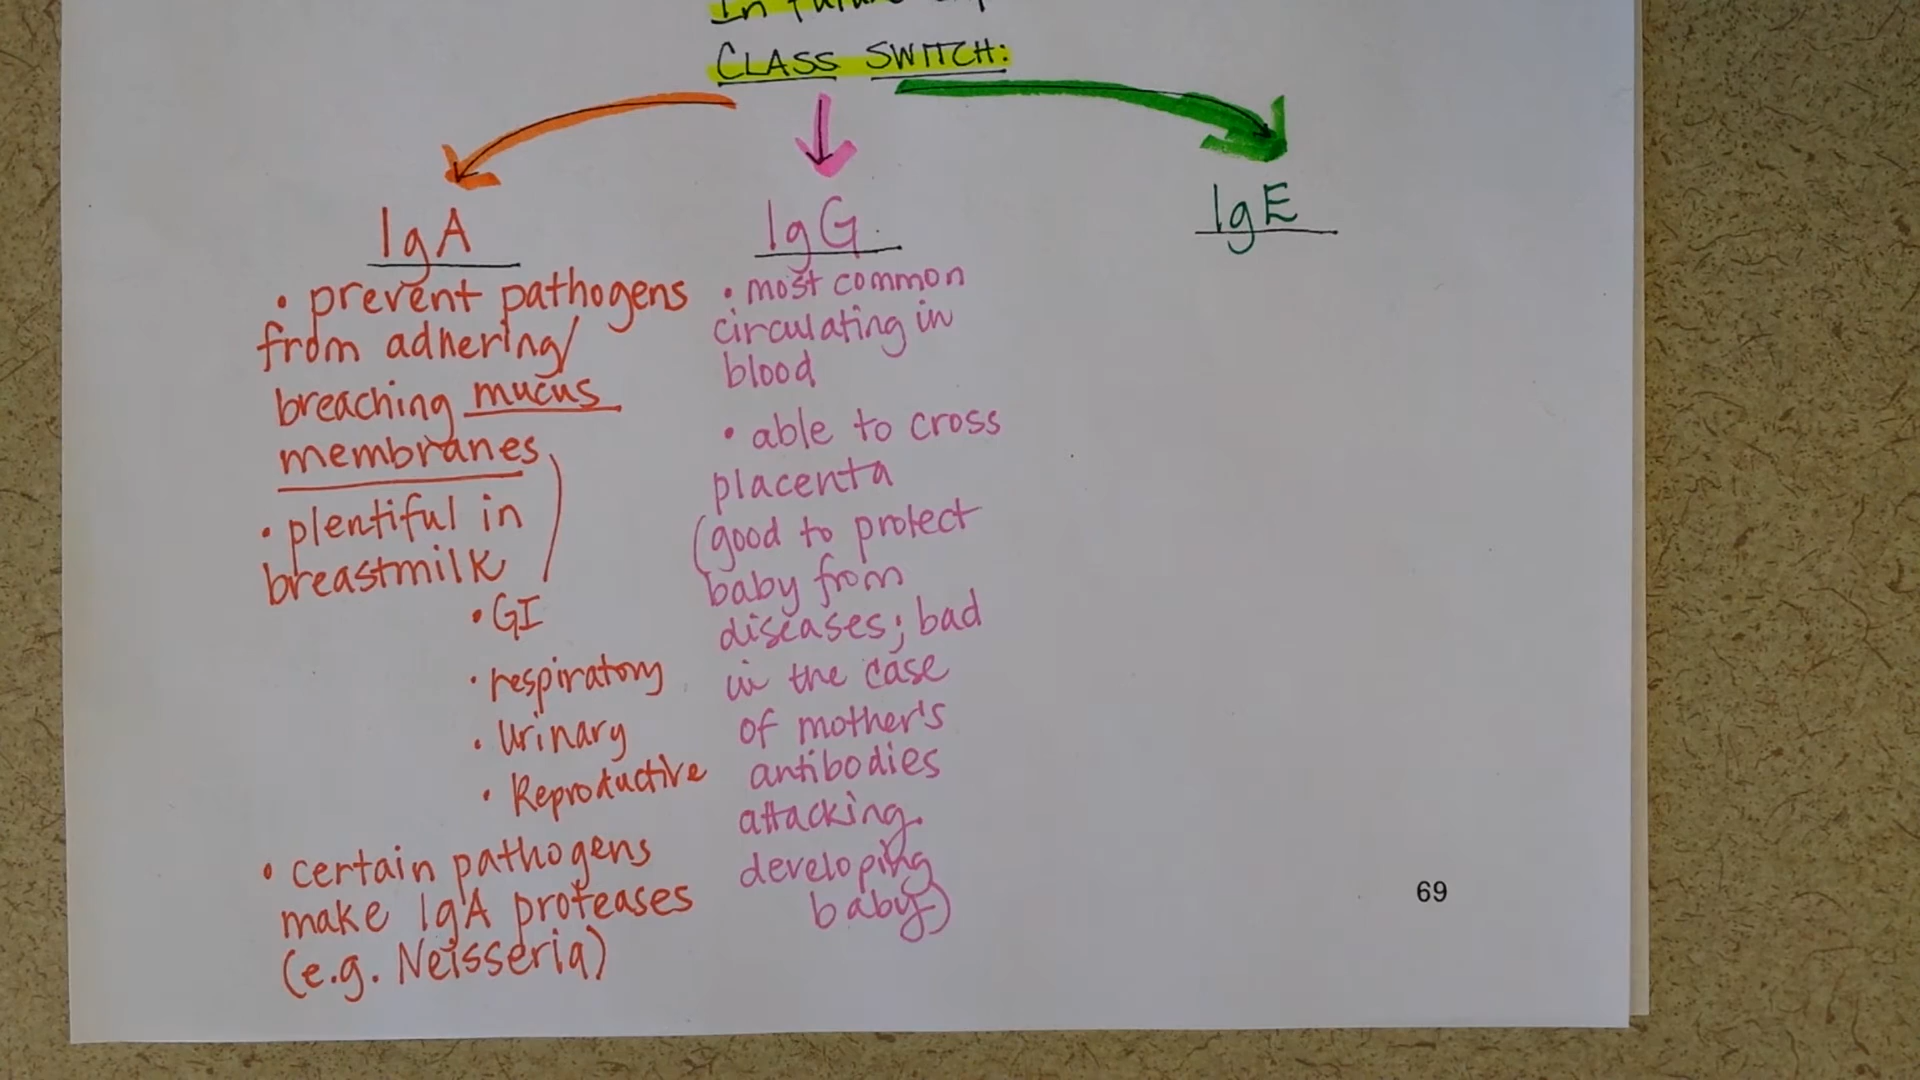 CLASS SWITCH:
IgA
• prevent pathogens
from adhering/
breaching mucus
membranes
• plentiful in
breastmilk
• GI
• respiratory
• Urinary
• Reproductive
• certain pathogens
make IgA proteases
(e.g. Neisseria)
IgG
• most common
circulating in
blood
• able to cross
placenta
(good to protect
baby from
diseases; bad
in the case
of mother's
antibodies
attacking
developing
baby)
IgE
69